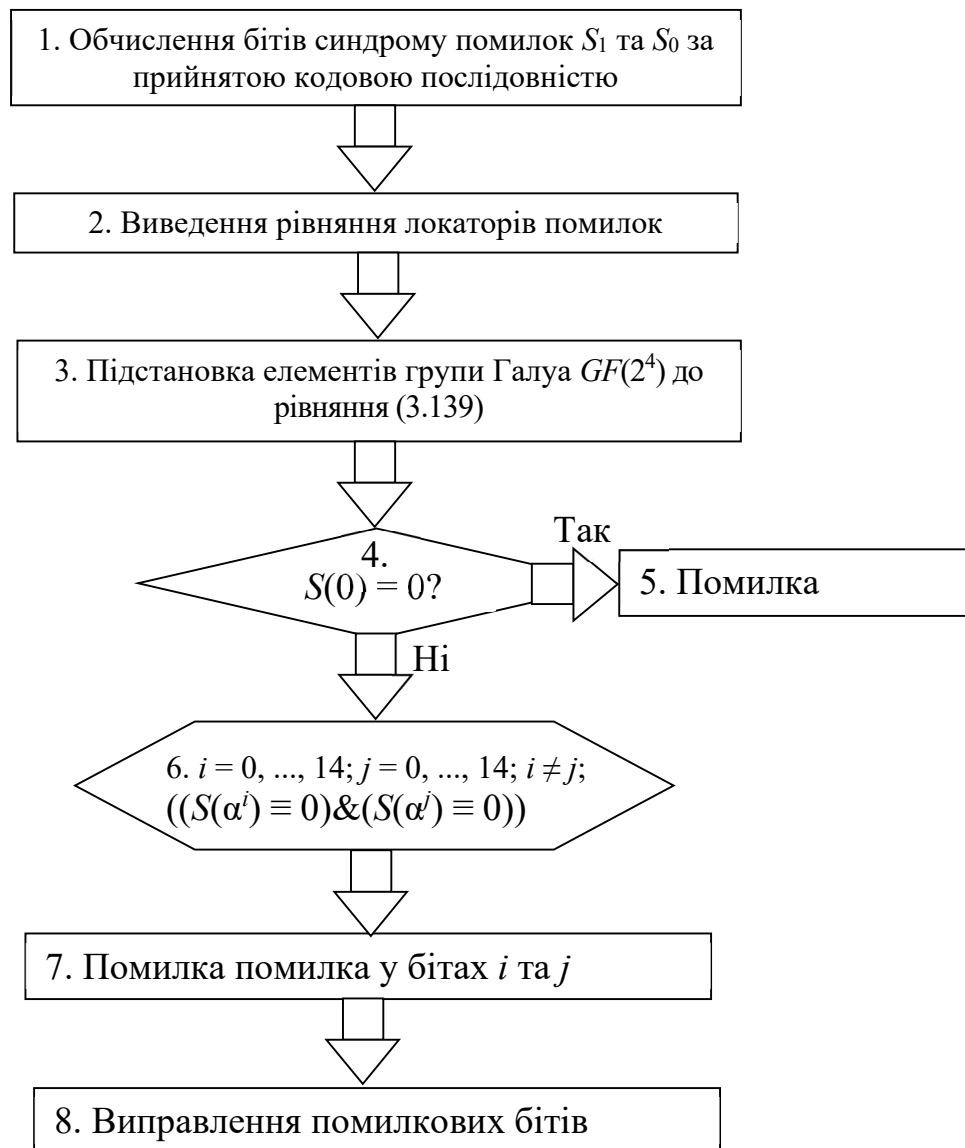 1. Обчислення бітів синдрому помилок S₁ та S₀ за
прийнятою кодовою послідовністю
2. Виведення рівняння локаторів помилок
3. Підстановка елементів групи Галуа GF(2⁴) до
рівняння (3.139)
4.
S(0) = 0?
Так
5. Помилка
Ні
6. i = 0, ..., 14; j = 0, ..., 14; i ≠ j;
((S(αⁱ) ≡ 0)&(S(αʲ) ≡ 0))
7. Помилка помилка у бітах i та j
8. Виправлення помилкових бітів